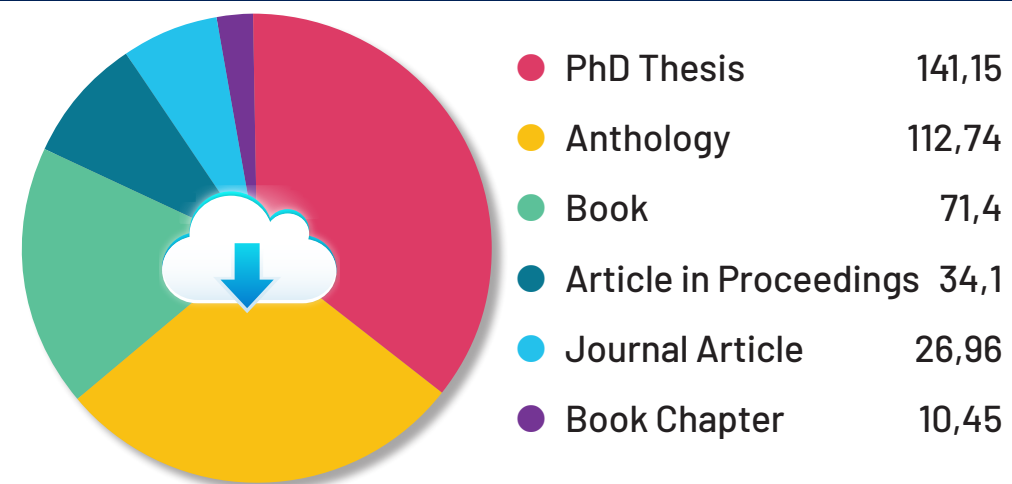 PhD Thesis 141,15
Anthology 112,74
Book 71,4
Article in Proceedings 34,1
Journal Article 26,96
Book Chapter 10,45